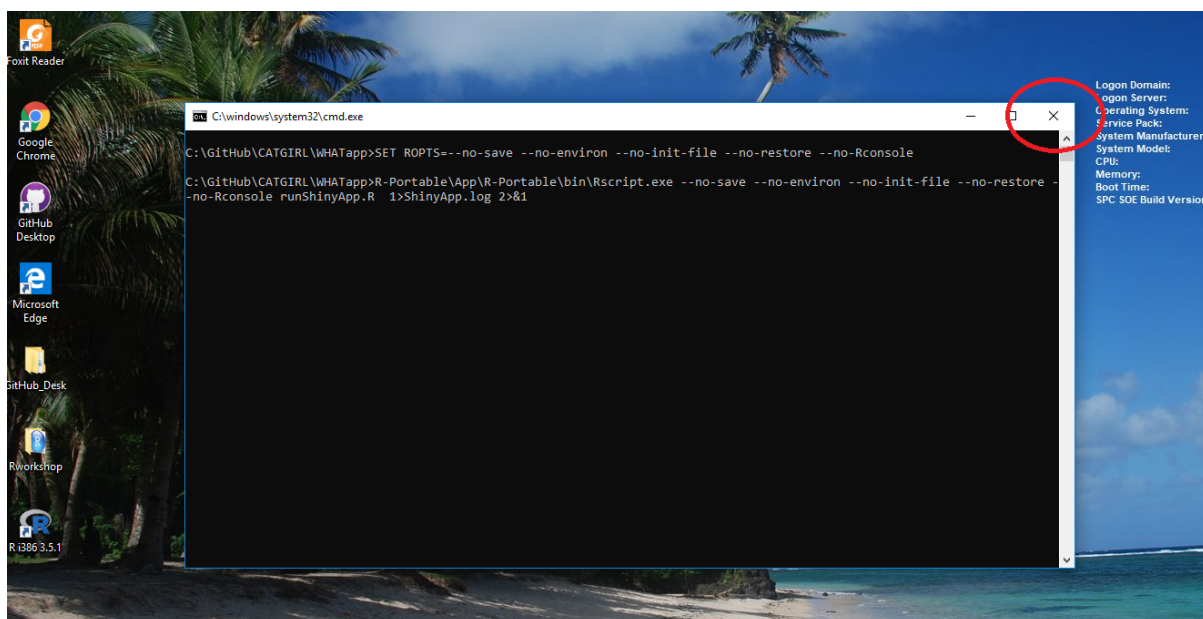 Foxit Reader
Google
Chrome
GitHub
Desktop
Microsoft
Edge
GitHub_Desk
Rworkshop
R i386 3.5.1
C:\windows\system32\cmd.exe
C:\GitHub\CATGIRL\WHATapp>SET ROPTS=--no-save --no-environ --no-init-file --no-restore --no-Rconsole
C:\GitHub\CATGIRL\WHATapp>R-Portable\App\R-Portable\bin\Rscript.exe --no-save --no-environ --no-init-file --no-restore -
-no-Rconsole runShinyApp.R  1>ShinyApp.log 2>&1
Logon Domain:
Logon Server:
Operating System:
Service Pack:
System Manufacturer
System Model:
CPU:
Memory:
Boot Time:
SPC SOE Build Version